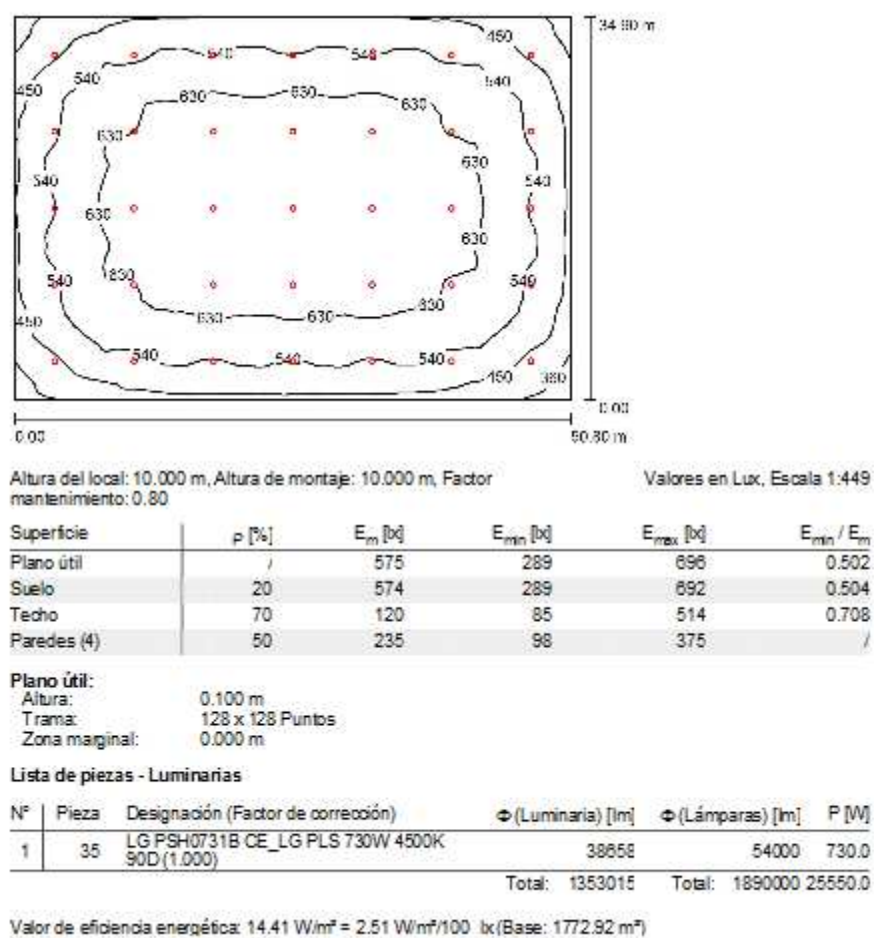 34.90 m
450
540
548
450
540
540
630
630
630
630
630
540
540
630
630
540
630
540
630
630
630
450
540
540
540
450
360
0.00
0.00
50.80 m
Altura del local: 10.000 m, Altura de montaje: 10.000 m, Factor
mantenimiento: 0.80
Valores en Lux, Escala 1:449
Superficie ρ [%] Em [lx] Emin [lx] Emax [lx] Emin / Em
Plano útil / 575 289 696 0.502
Suelo 20 574 289 692 0.504
Techo 70 120 85 514 0.708
Paredes (4) 50 235 98 375 /
Plano útil:
Altura: 0.100 m
Trama: 128 x 128 Puntos
Zona marginal: 0.000 m
Lista de piezas - Luminarias
N° Pieza Designación (Factor de corrección) Φ (Luminaria) [lm] Φ (Lámparas) [lm] P [W]
1 35 LG PSH0731B CE_LG PLS 730W 4500K
90D (1.000) 38658 54000 730.0
Total: 1353015 Total: 1890000 25550.0
Valor de eficiencia energética: 14.41 W/m² = 2.51 W/m²/100 lx (Base: 1772.92 m²)